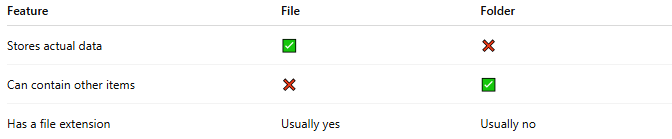 Feature File Folder
Stores actual data ✅ ❌
Can contain other items ❌ ✅
Has a file extension Usually yes Usually no